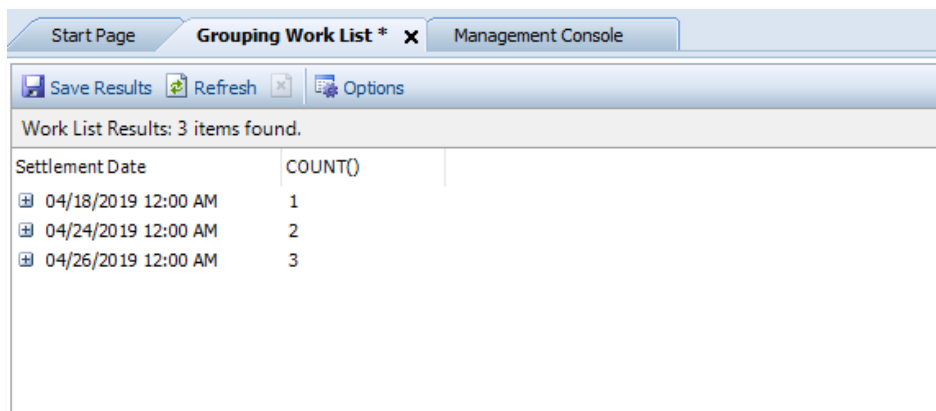 Start Page Grouping Work List * Management Console
Save Results Refresh Options
Work List Results: 3 items found.
Settlement Date COUNT()
04/18/2019 12:00 AM 1
04/24/2019 12:00 AM 2
04/26/2019 12:00 AM 3